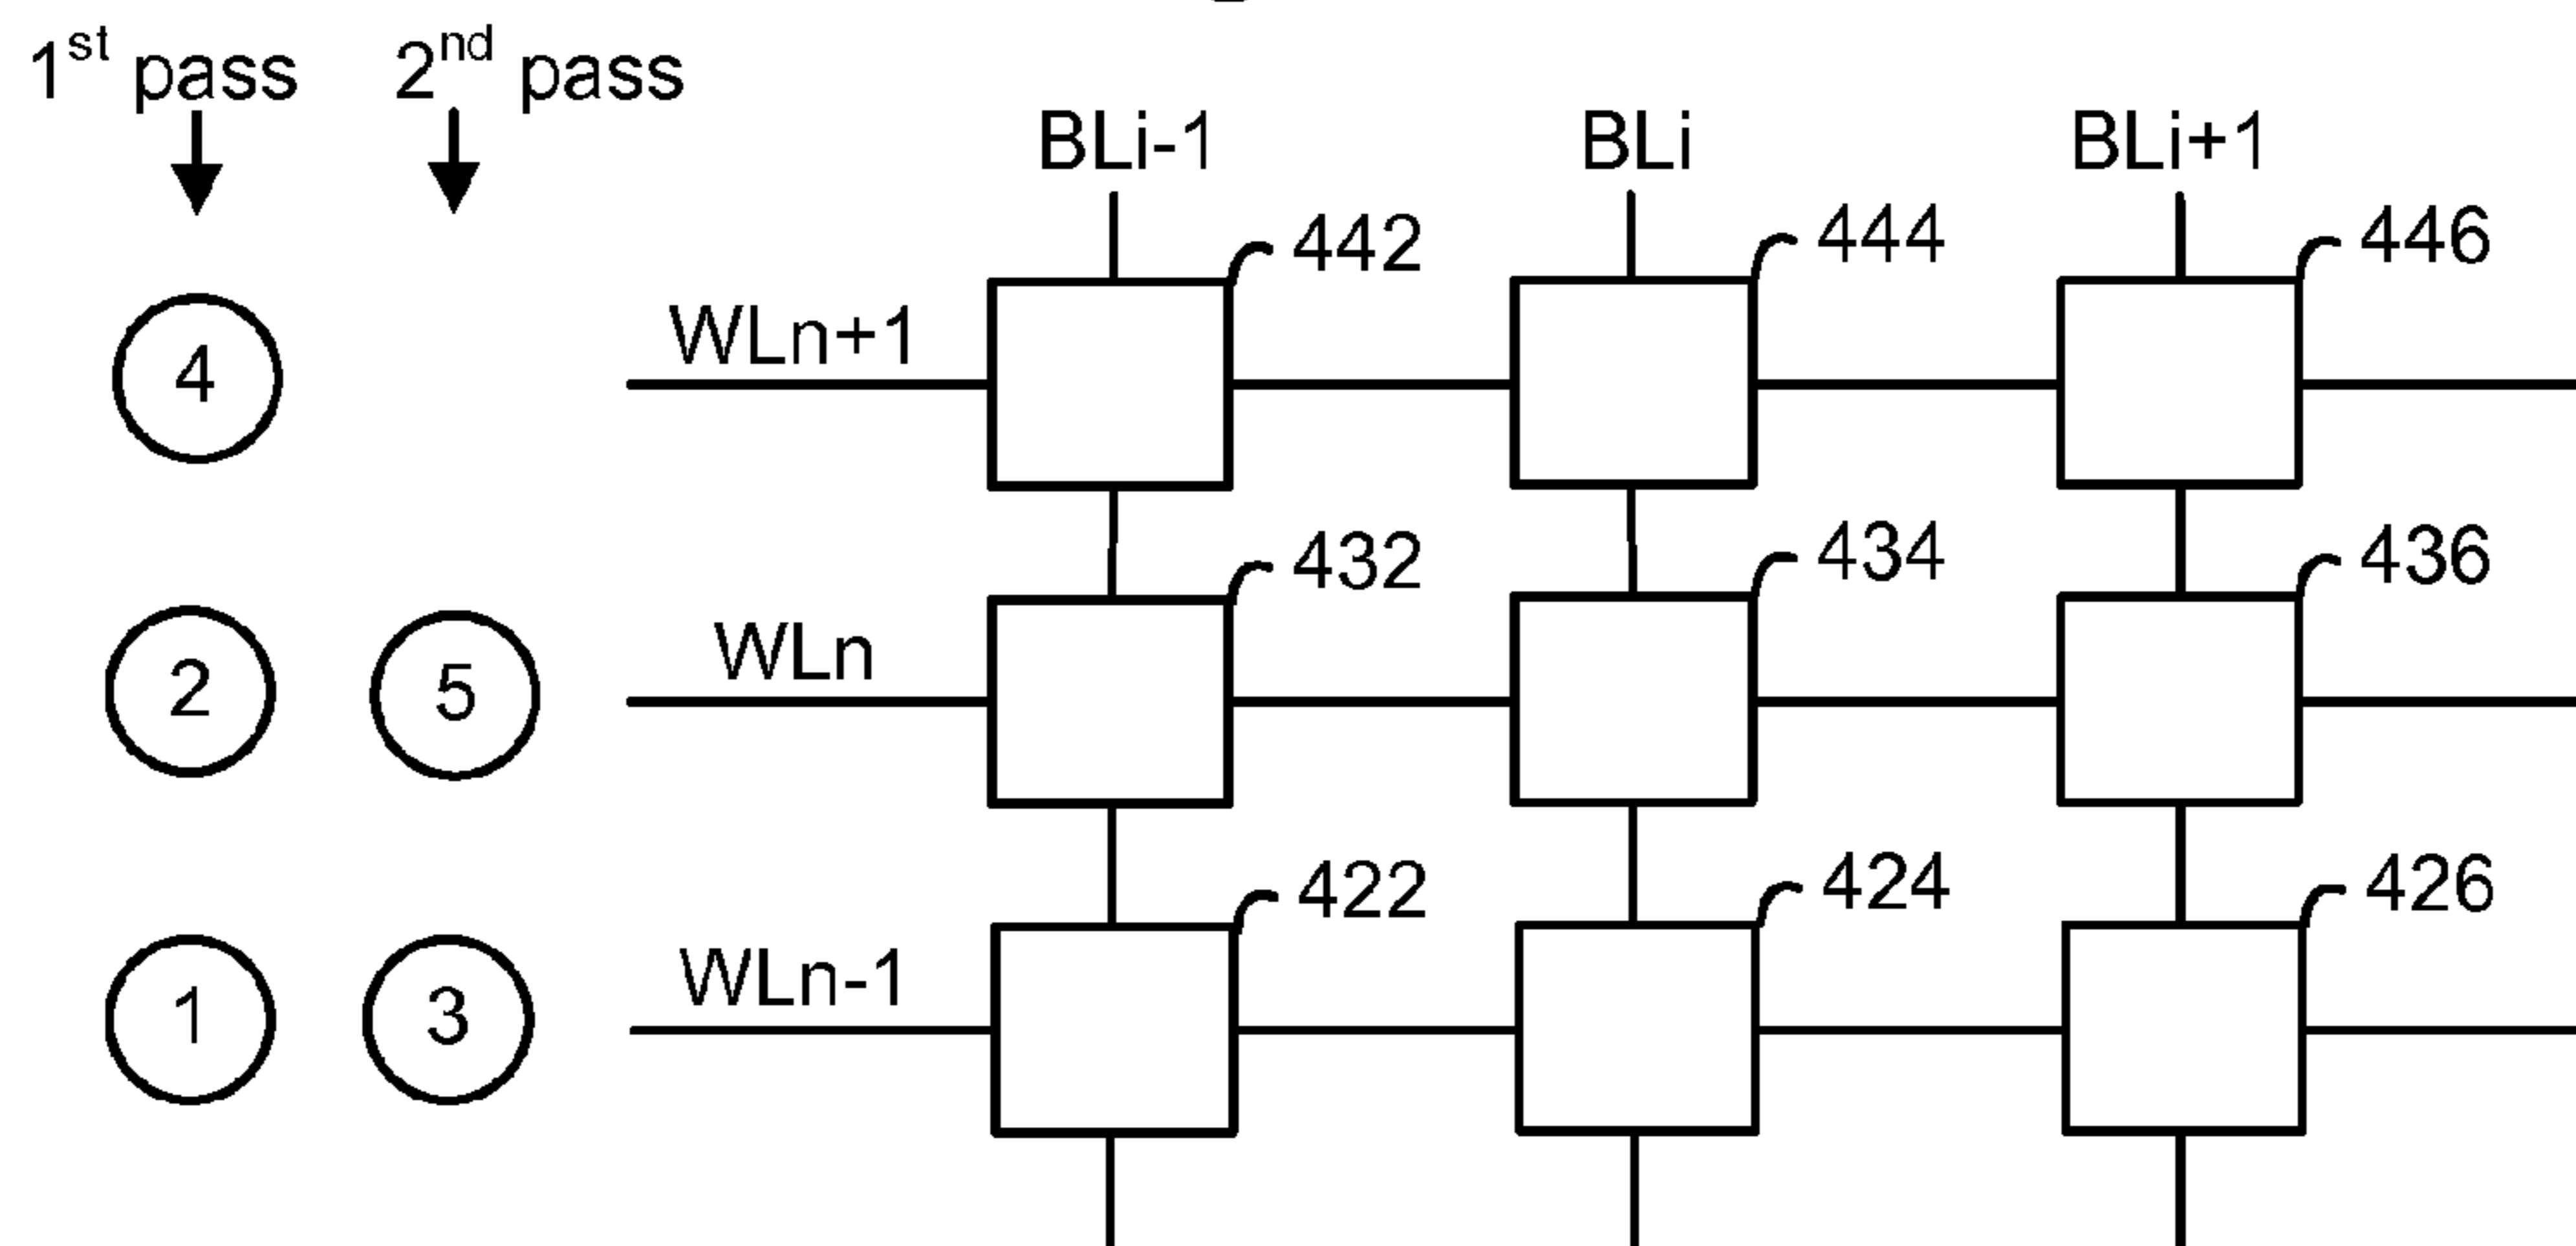 1st pass 2nd pass
BLi-1 BLi BLi+1
442 444 446
4 WLn+1
432 434 436
2 5 WLn
422 424 426
1 3 WLn-1